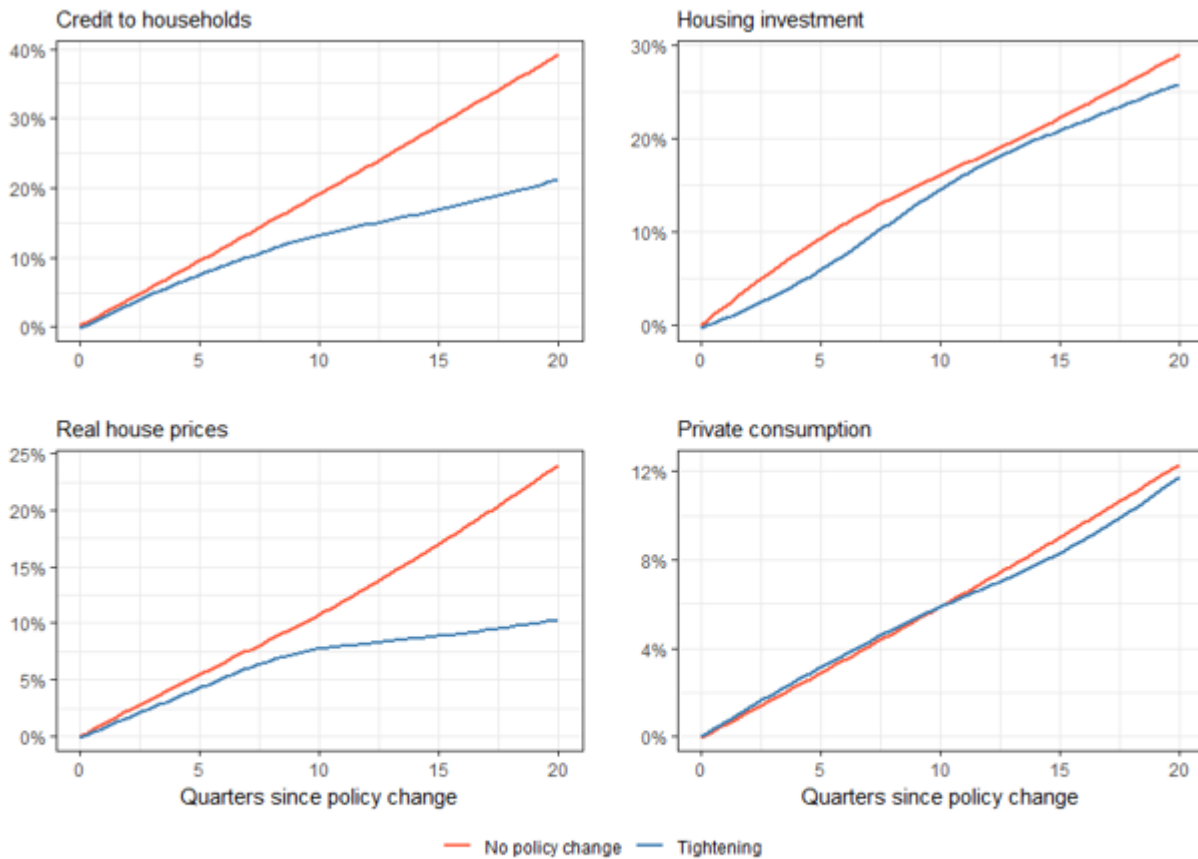 Credit to households
40%
30%
20%
10%
0%
0 5 10 15 20
Housing investment
30%
20%
10%
0%
0 5 10 15 20
Real house prices
25%
20%
15%
10%
5%
0%
0 5 10 15 20
Quarters since policy change
Private consumption
12%
8%
4%
0%
0 5 10 15 20
Quarters since policy change
No policy change Tightening